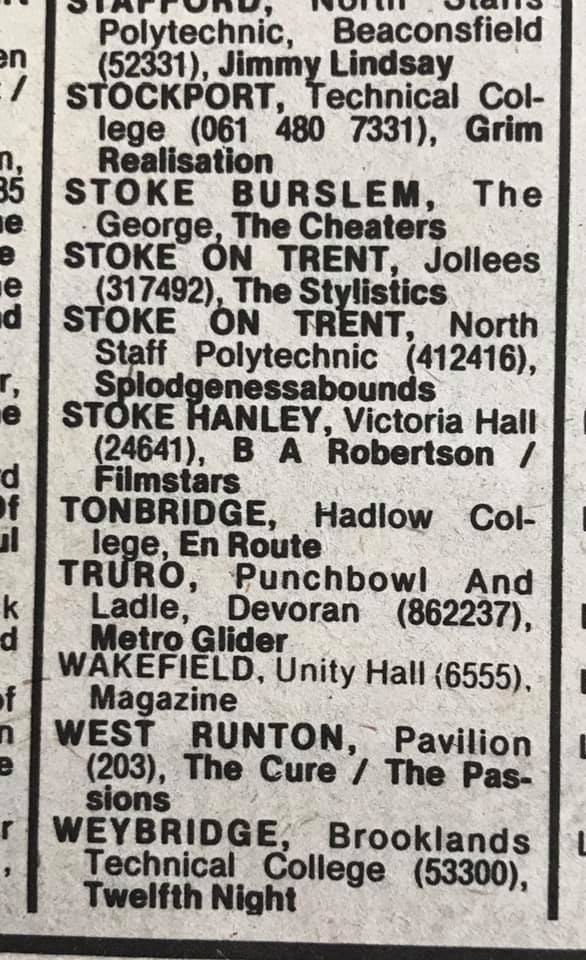 STAFFORD, North Staffs
Polytechnic, Beaconsfield
(52331), Jimmy Lindsay
STOCKPORT, Technical Col-
lege (061 480 7331), Grim
Realisation
STOKE BURSLEM, The
George, The Cheaters
STOKE ON TRENT, Jollees
(317492), The Stylistics
STOKE ON TRENT, North
Staff Polytechnic (412416),
Splodgenessabounds
STOKE HANLEY, Victoria Hall
(24641), B A Robertson /
Filmstars
TONBRIDGE, Hadlow Col-
lege, En Route
TRURO, Punchbowl And
Ladle, Devoran (862237),
Metro Glider
WAKEFIELD, Unity Hall (6555),
Magazine
WEST RUNTON, Pavilion
(203), The Cure / The Pas-
sions
WEYBRIDGE, Brooklands
Technical College (53300),
Twelfth Night